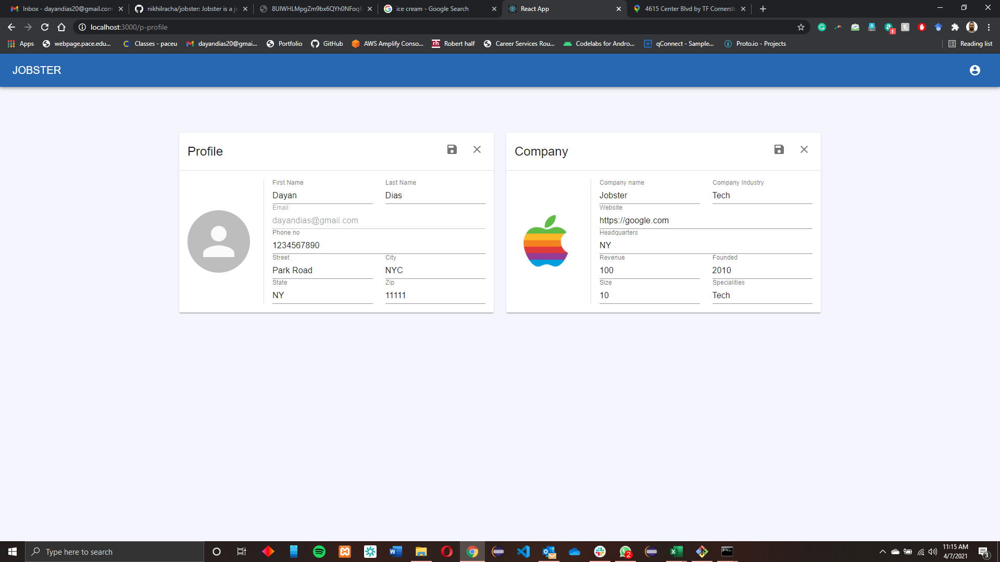 Inbox - dayandias20@gmail.com
nikhilracha/jobster: Jobster is a jo
ice cream - Google Search
React App
4615 Center Blvd by TF Cornerst
localhost:3000/p-profile
1
Apps
webpage.pace.edu...
Classes - paceu
dayandias20@gmai...
Portfolio
GitHub
AWS Amplify Conso...
rh
Robert half
Career Services Rou...
Codelabs for Andro...
qConnect - Sample...
Proto.io - Projects
Reading list
JOBSTER
Profile
First Name
Last Name
Dayan
Dias
Email
dayandias@gmail.com
Phone no
1234567890
Street
City
Park Road
NYC
State
Zip
NY
11111
Company
Company name
Company Industry
Jobster
Tech
Website
https://google.com
Headquarters
NY
Revenue
Founded
100
2010
Size
Specialities
10
Tech
Type here to search
2
11:15 AM
4/7/2021
3